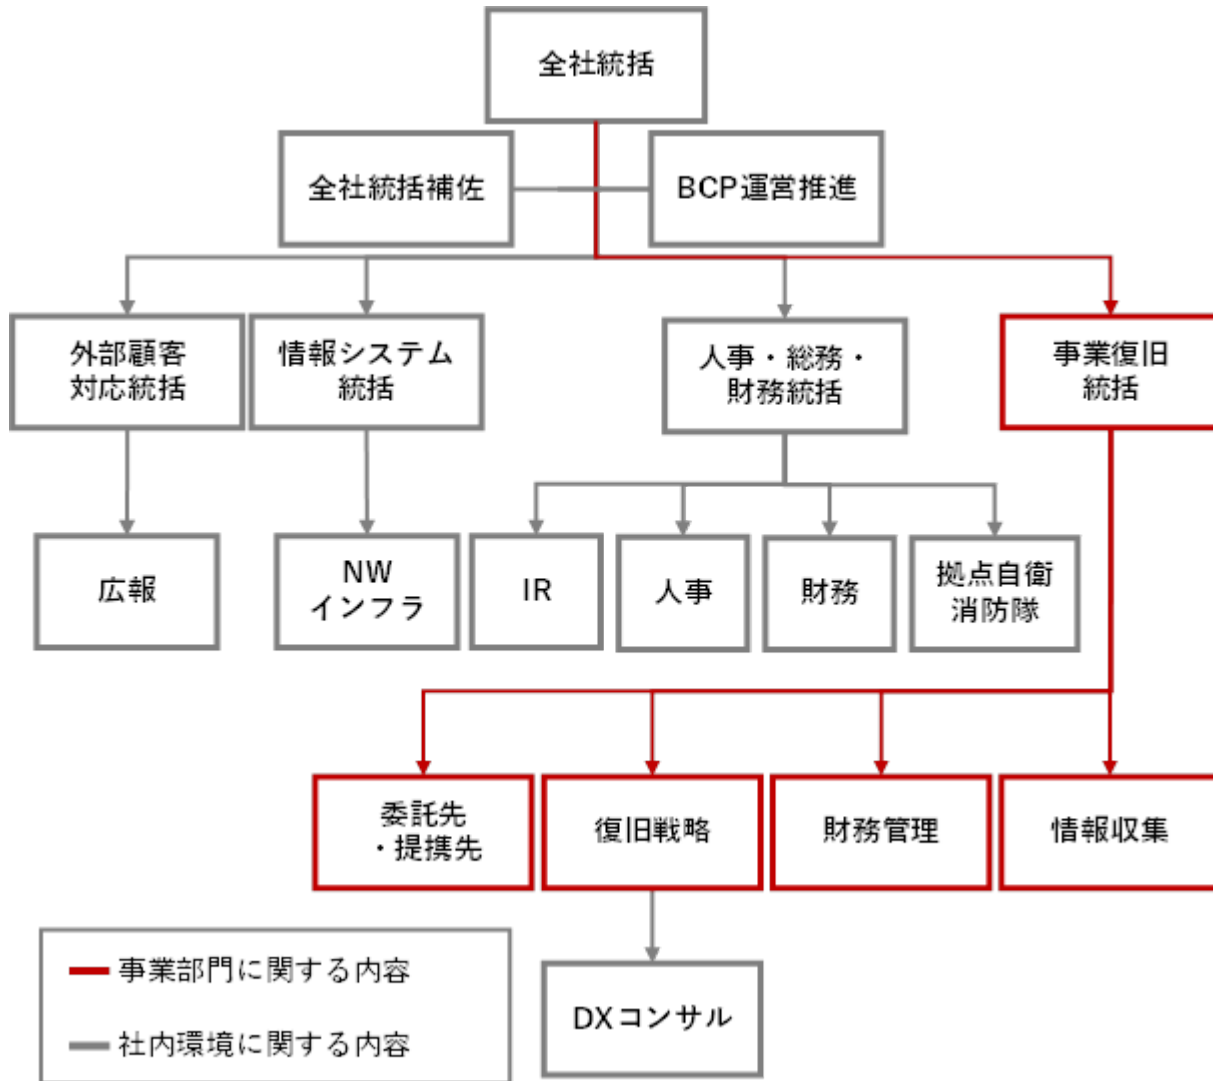 全社統括
全社統括補佐
BCP運営推進
外部顧客
対応統括
情報システム
統括
人事・総務・
財務統括
事業復旧
統括
広報
NW
インフラ
IR
人事
財務
拠点自衛
消防隊
委託先
・提携先
復旧戦略
財務管理
情報収集
DXコンサル
事業部門に関する内容
社内環境に関する内容